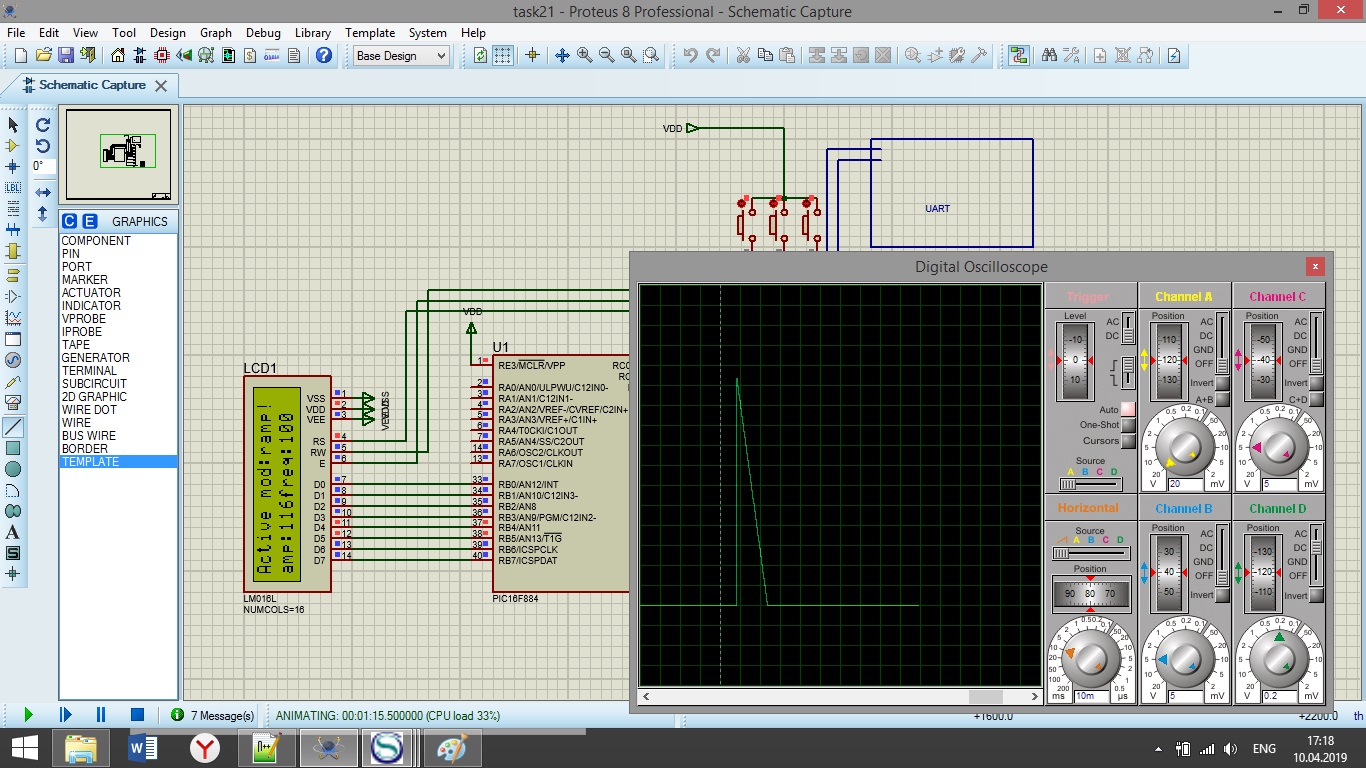 task21 - Proteus 8 Professional - Schematic Capture
File Edit View Tool Design Graph Debug Library Template System Help
Base Design
Schematic Capture
0°
LBL
C E GRAPHICS
COMPONENT
PIN
PORT
MARKER
ACTUATOR
INDICATOR
VPROBE
IPROBE
TAPE
GENERATOR
TERMINAL
SUBCIRCUIT
2D GRAPHIC
WIRE DOT
WIRE
BUS WIRE
BORDER
TEMPLATE
A
S
VDD
UART
VDD
LCD1
Active mod:ramp!
amp:116freq:100
VSS 1
VDD 2
VEE 3
RS 4
RW 5
E 6
D0 7
D1 8
D2 9
D3 10
D4 11
D5 12
D6 13
D7 14
LM016L
NUMCOLS=16
U1
1 RE3/MCLR/VPP
2 RA0/AN0/ULPWU/C12IN0-
3 RA1/AN1/C12IN1-
4 RA2/AN2/VREF-/CVREF/C2IN+
5 RA3/AN3/VREF+/C1IN+
6 RA4/T0CKI/C1OUT
7 RA5/AN4/SS/C2OUT
14 RA6/OSC2/CLKOUT
13 RA7/OSC1/CLKIN
33 RB0/AN12/INT
34 RB1/AN10/C12IN3-
35 RB2/AN8
36 RB3/AN9/PGM/C12IN2-
37 RB4/AN11
38 RB5/AN13/T1G
39 RB6/ICSPCLK
40 RB7/ICSPDAT
PIC16F884
Digital Oscilloscope
Trigger
Level
-10
0
10
AC
DC
Auto
One-Shot
Cursors
Source
A B C D
Channel A
Position
110
120
130
AC
DC
GND
OFF
Invert
A+B
V 20 mV
Channel C
Position
-50
-40
-30
AC
DC
GND
OFF
Invert
C+D
V 5 mV
Horizontal
Source
A B C D
Position
90 80 70
ms 10m µs
Channel B
Position
30
40
50
AC
DC
GND
OFF
Invert
V 5 mV
Channel D
Position
-130
-120
-110
AC
DC
GND
OFF
Invert
V 0.2 mV
7 Message(s)
ANIMATING: 00:01:15.500000 (CPU load 33%)
+1600.0
+2200.0
th
ENG
17:18
10.04.2019